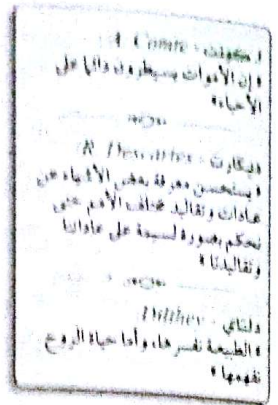 أ. كونت - A. Comte
« إن الأموات يسيطرون دائما على
الأحياء»
ديكارت - R. Descartes
« يستحسن معرفة بعض الأشياء عن
عادات وتقاليد مختلف الأمم حتى
نحكم بصورة سليمة على عاداتنا
وتقاليدنا »
دلتاي - Dilthey
« الطبيعة نفسرها، وأما حياة الروح
نفهمها »